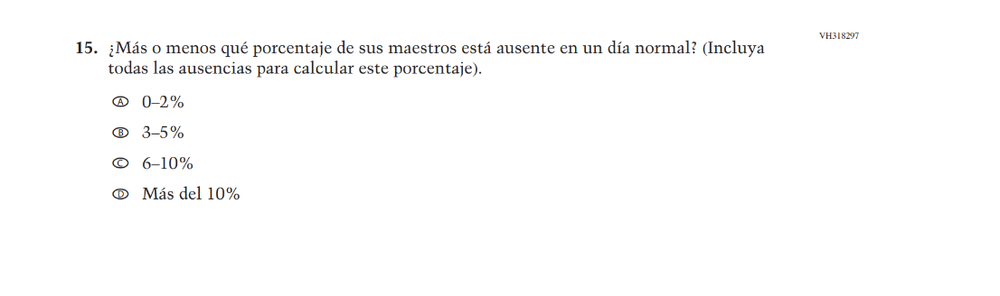 VH318297
15. ¿Más o menos qué porcentaje de sus maestros está ausente en un día normal? (Incluya
todas las ausencias para calcular este porcentaje).
A 0–2%
B 3–5%
C 6–10%
D Más del 10%